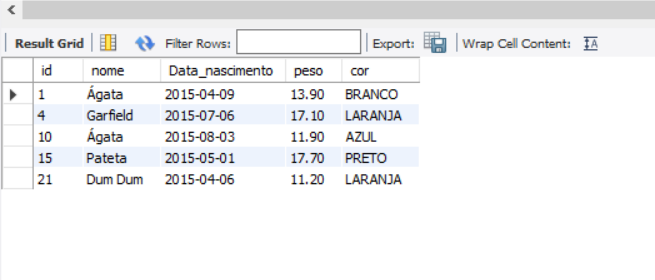 Result Grid Filter Rows: Export: Wrap Cell Content:
id nome Data_nascimento peso cor
1 Ágata 2015-04-09 13.90 BRANCO
4 Garfield 2015-07-06 17.10 LARANJA
10 Ágata 2015-08-03 11.90 AZUL
15 Pateta 2015-05-01 17.70 PRETO
21 Dum Dum 2015-04-06 11.20 LARANJA